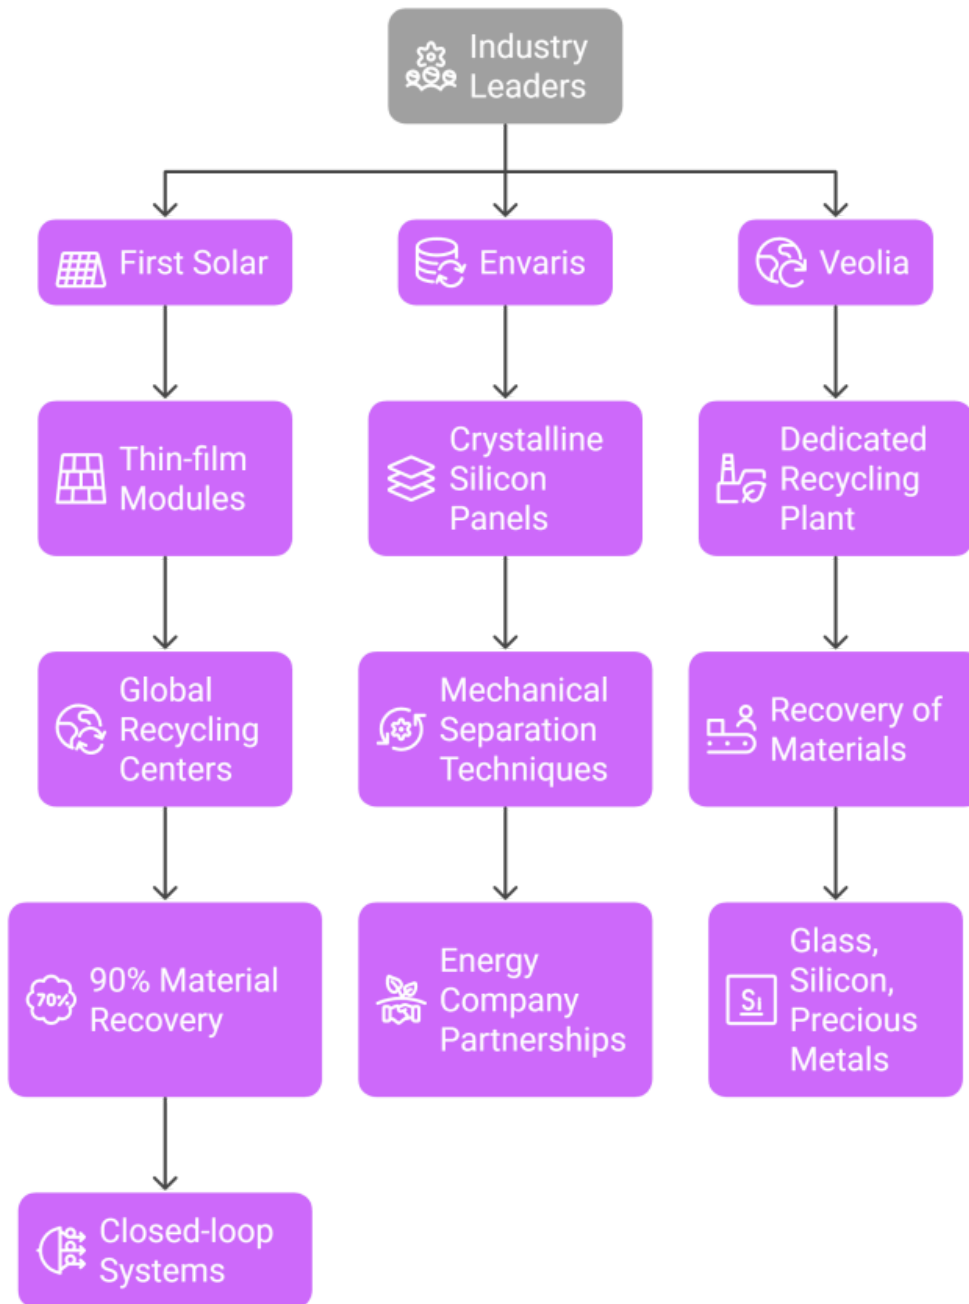 Industry
Leaders
First Solar
Envaris
Veolia
Thin-film
Modules
Crystalline
Silicon
Panels
Dedicated
Recycling
Plant
Global
Recycling
Centers
Mechanical
Separation
Techniques
Recovery of
Materials
70%
90% Material
Recovery
Energy
Company
Partnerships
Si
Glass,
Silicon,
Precious
Metals
Closed-loop
Systems